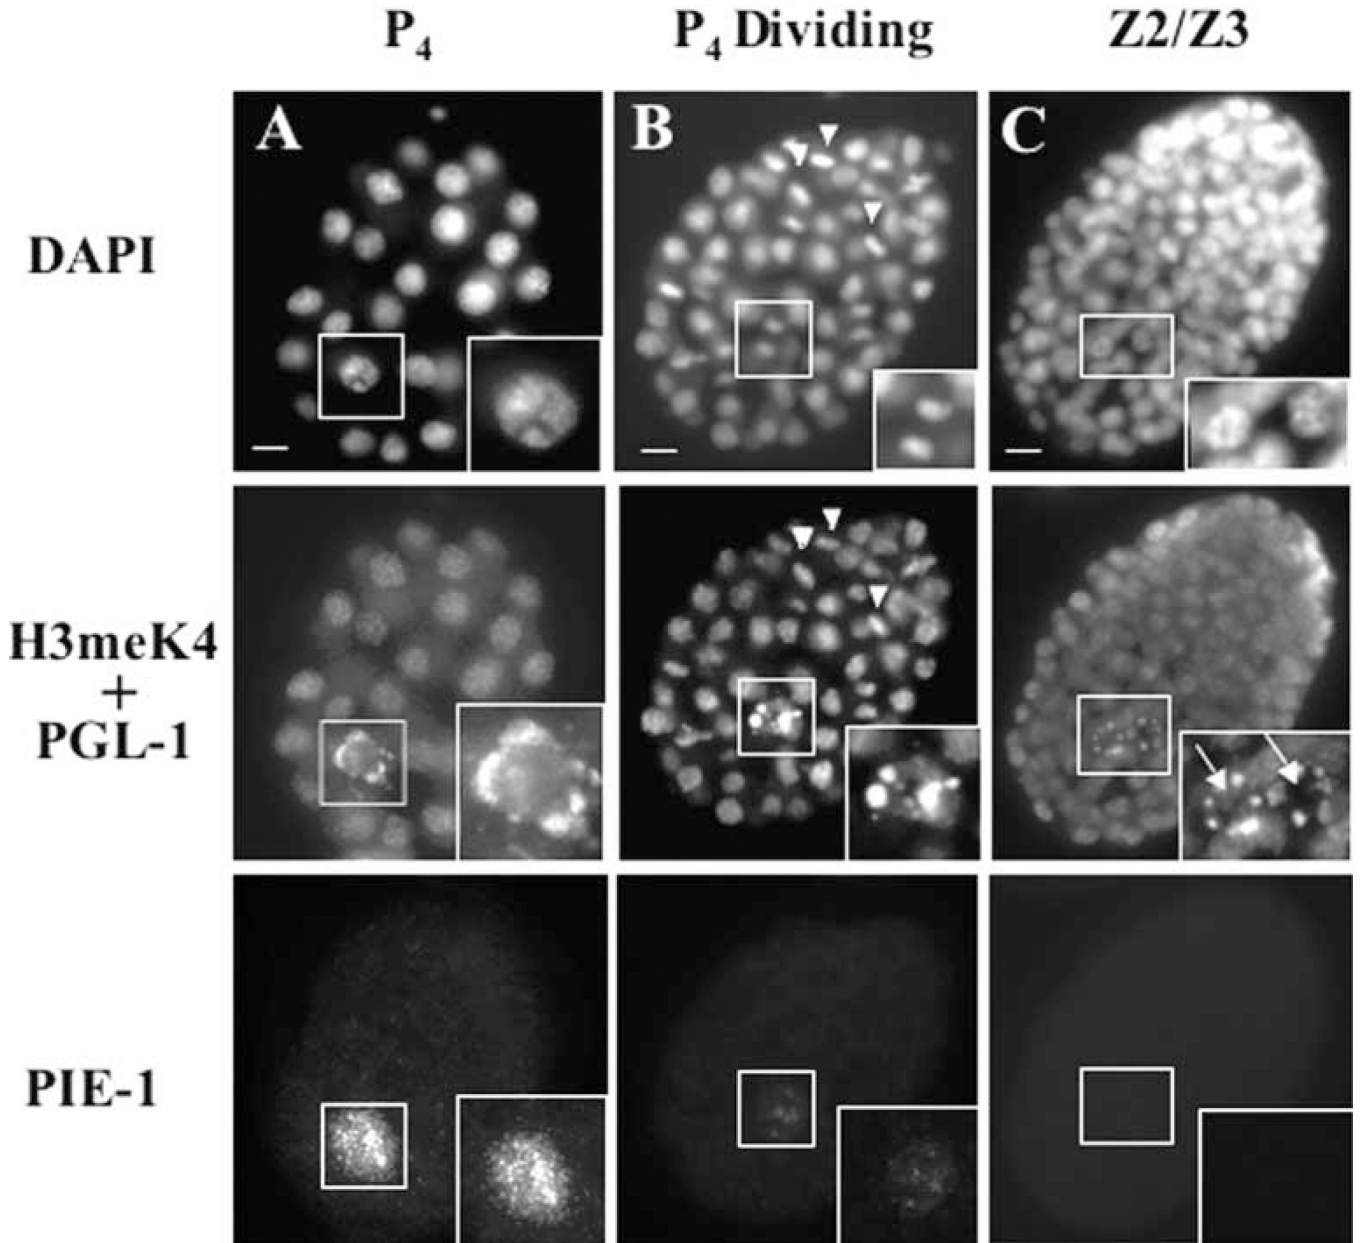 P4 P4 Dividing Z2/Z3
A B C
DAPI
H3meK4
+
PGL-1
PIE-1